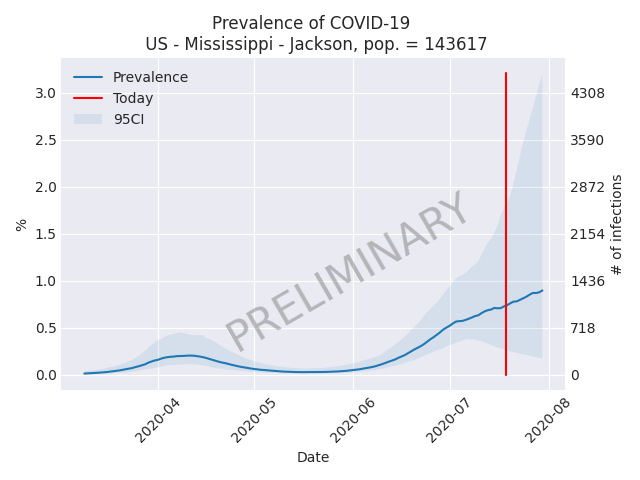 Prevalence of COVID-19
US - Mississippi - Jackson, pop. = 143617
Prevalence
Today
95CI
3.0
2.5
2.0
1.5
1.0
0.5
0.0
%
4308
3590
2872
2154
1436
718
0
# of infections
PRELIMINARY
2020-04
2020-05
2020-06
2020-07
2020-08
Date